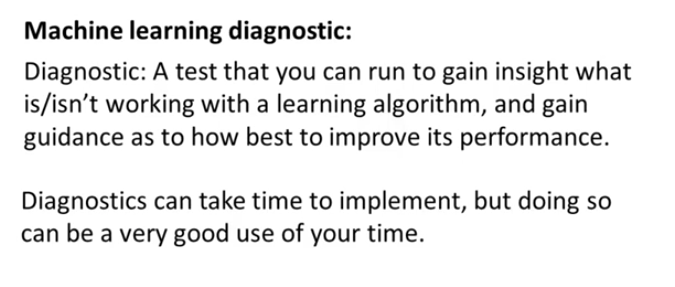 Machine learning diagnostic:
Diagnostic: A test that you can run to gain insight what
is/isn't working with a learning algorithm, and gain
guidance as to how best to improve its performance.
Diagnostics can take time to implement, but doing so
can be a very good use of your time.